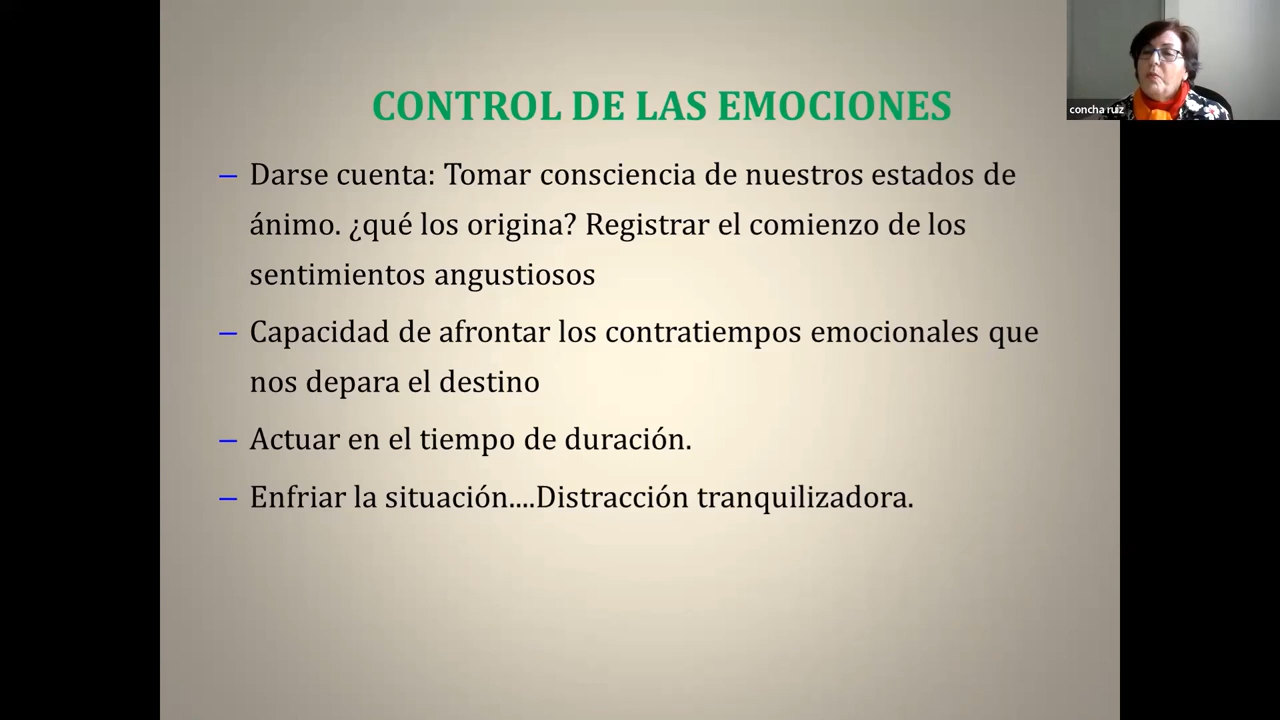 CONTROL DE LAS EMOCIONES
concha ruiz
– Darse cuenta: Tomar consciencia de nuestros estados de
ánimo. ¿qué los origina? Registrar el comienzo de los
sentimientos angustiosos
– Capacidad de afrontar los contratiempos emocionales que
nos depara el destino
– Actuar en el tiempo de duración.
– Enfriar la situación....Distracción tranquilizadora.